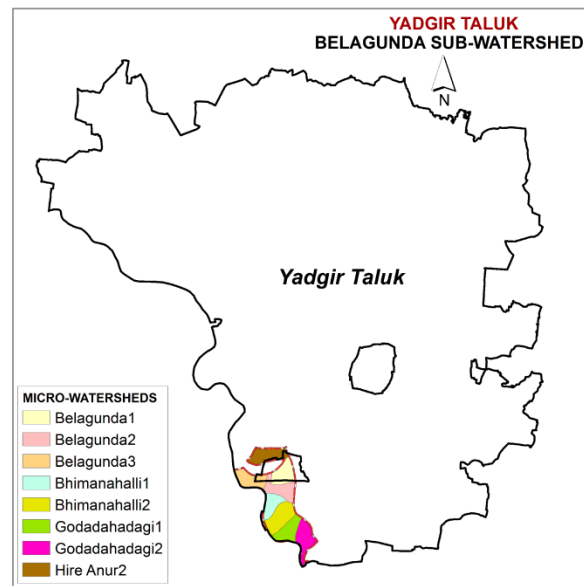 YADGIR TALUK
BELAGUNDA SUB-WATERSHED
N
Yadgir Taluk
MICRO-WATERSHEDS
Belagunda1
Belagunda2
Belagunda3
Bhimanahalli1
Bhimanahalli2
Godadahadagi1
Godadahadagi2
Hire Anur2